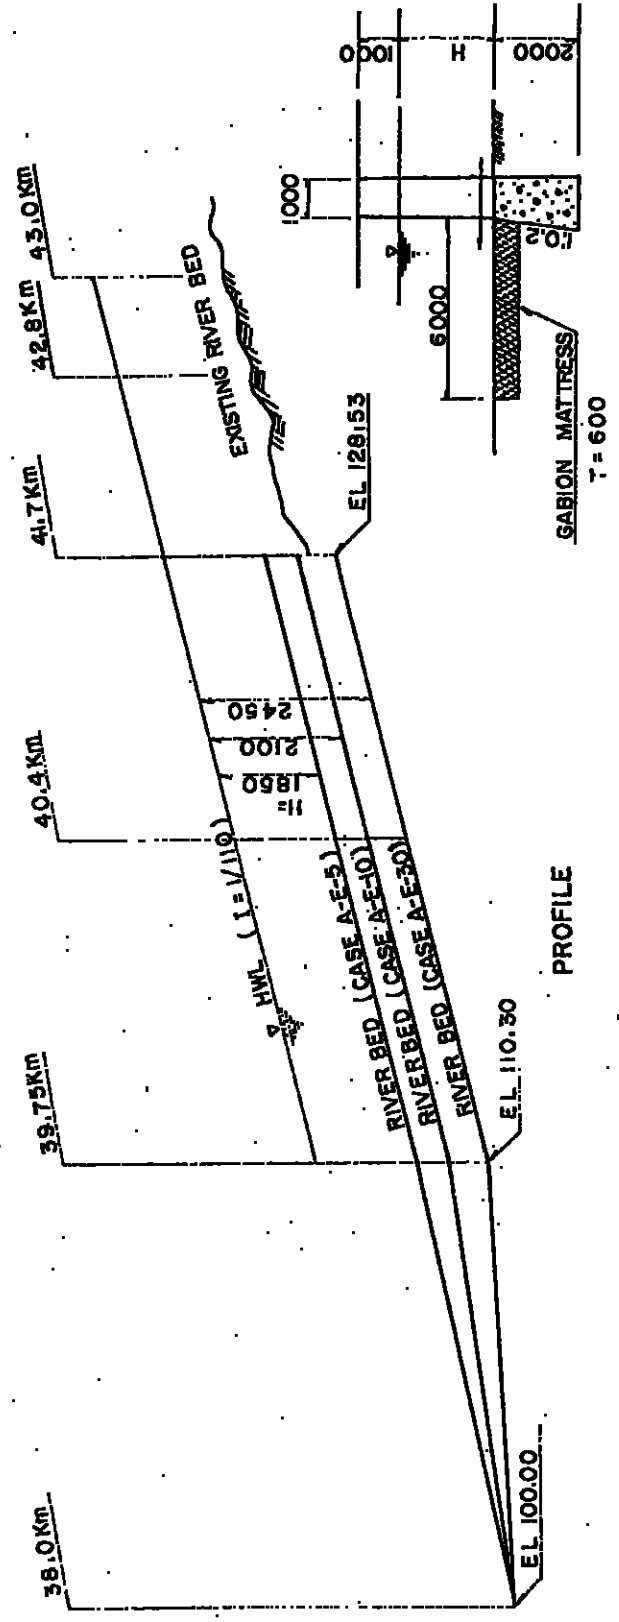 38.0Km
39.75Km
40.4Km
41.7Km
42.8Km
43.0Km
HWL (I=1/110)
H=
1850
2100
2450
EXISTING RIVER BED
RIVER BED (CASE A-E-5)
RIVER BED (CASE A-E-10)
RIVER BED (CASE A-E-30)
EL 100.00
EL 110.30
EL 128.53
PROFILE
1000
1000
H
2000
6000
1:0.2
GABION MATTRESS
T=600